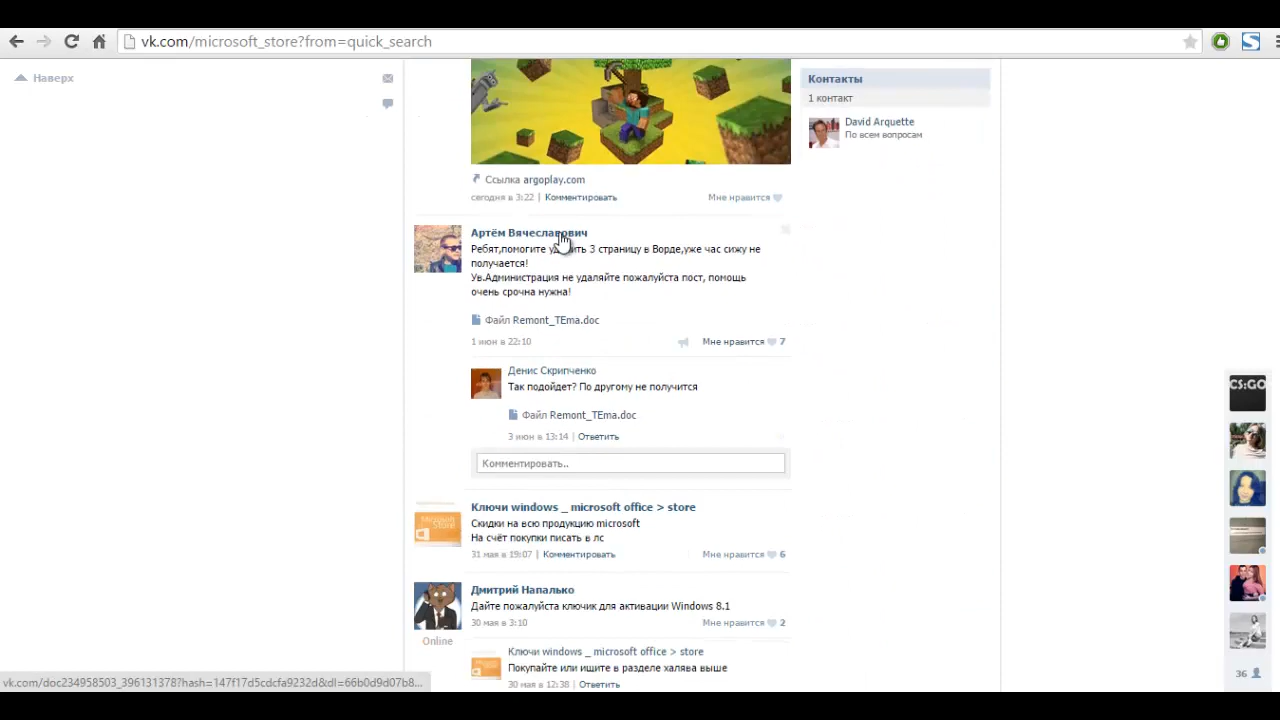 vk.com/microsoft_store?from=quick_search
Наверх
Контакты
1 контакт
David Arquette
По всем вопросам
Ссылка argoplay.com
сегодня в 3:22 | Комментировать
Мне нравится
Артём Вячеславович
Ребят,помогите 3 страницу в Ворде,уже час сижу не
получается!
Ув.Администрация не удаляйте пожалуйста пост, помощь
очень срочна нужна!
Файл Remont_TEma.doc
1 июн в 22:10
Мне нравится 7
Денис Скрипченко
Так подойдет? По другому не получится
Файл Remont_TEma.doc
3 июн в 13:14 | Ответить
Комментировать..
Ключи windows _ microsoft office > store
Скидки на всю продукцию microsoft
На счёт покупки писать в лс
31 мая в 19:07 | Комментировать
Мне нравится 6
Microsoft Store
Дмитрий Напалько
Дайте пожалуйста ключик для активации Windows 8.1
30 мая в 3:10
Мне нравится 2
Online
Ключи windows _ microsoft office > store
Покупайте или ищите в разделе халява выше
30 мая в 12:38 | Ответить
CS:GO
36
vk.com/doc234958503_396131378?hash=147f17d5cdcfa9232d&dl=66b0d9d07b8...